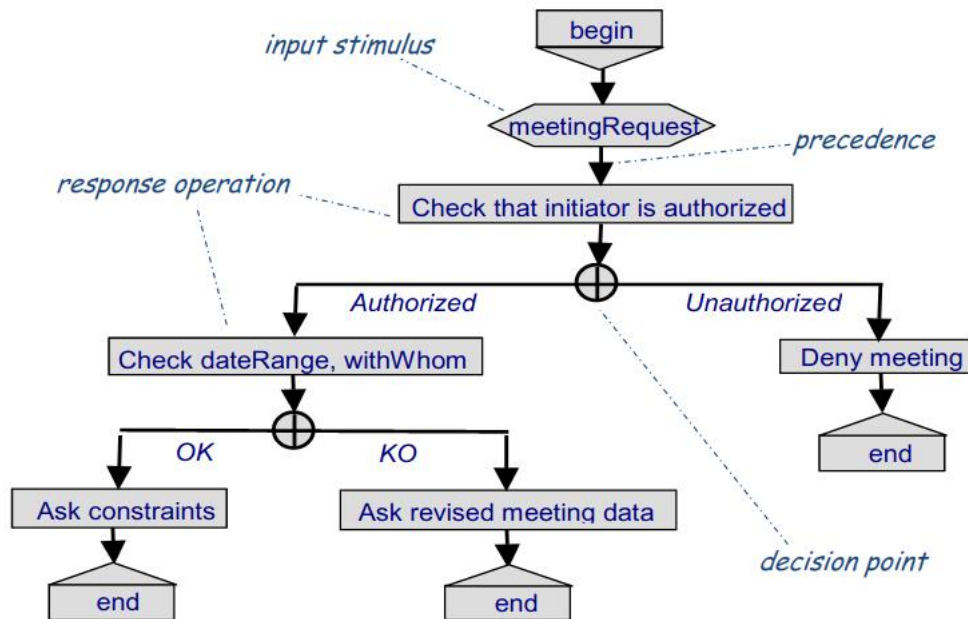 begin
input stimulus
meetingRequest
precedence
response operation
Check that initiator is authorized
Authorized
Unauthorized
Check dateRange, withWhom
Deny meeting
OK
KO
end
Ask constraints
Ask revised meeting data
decision point
end
end